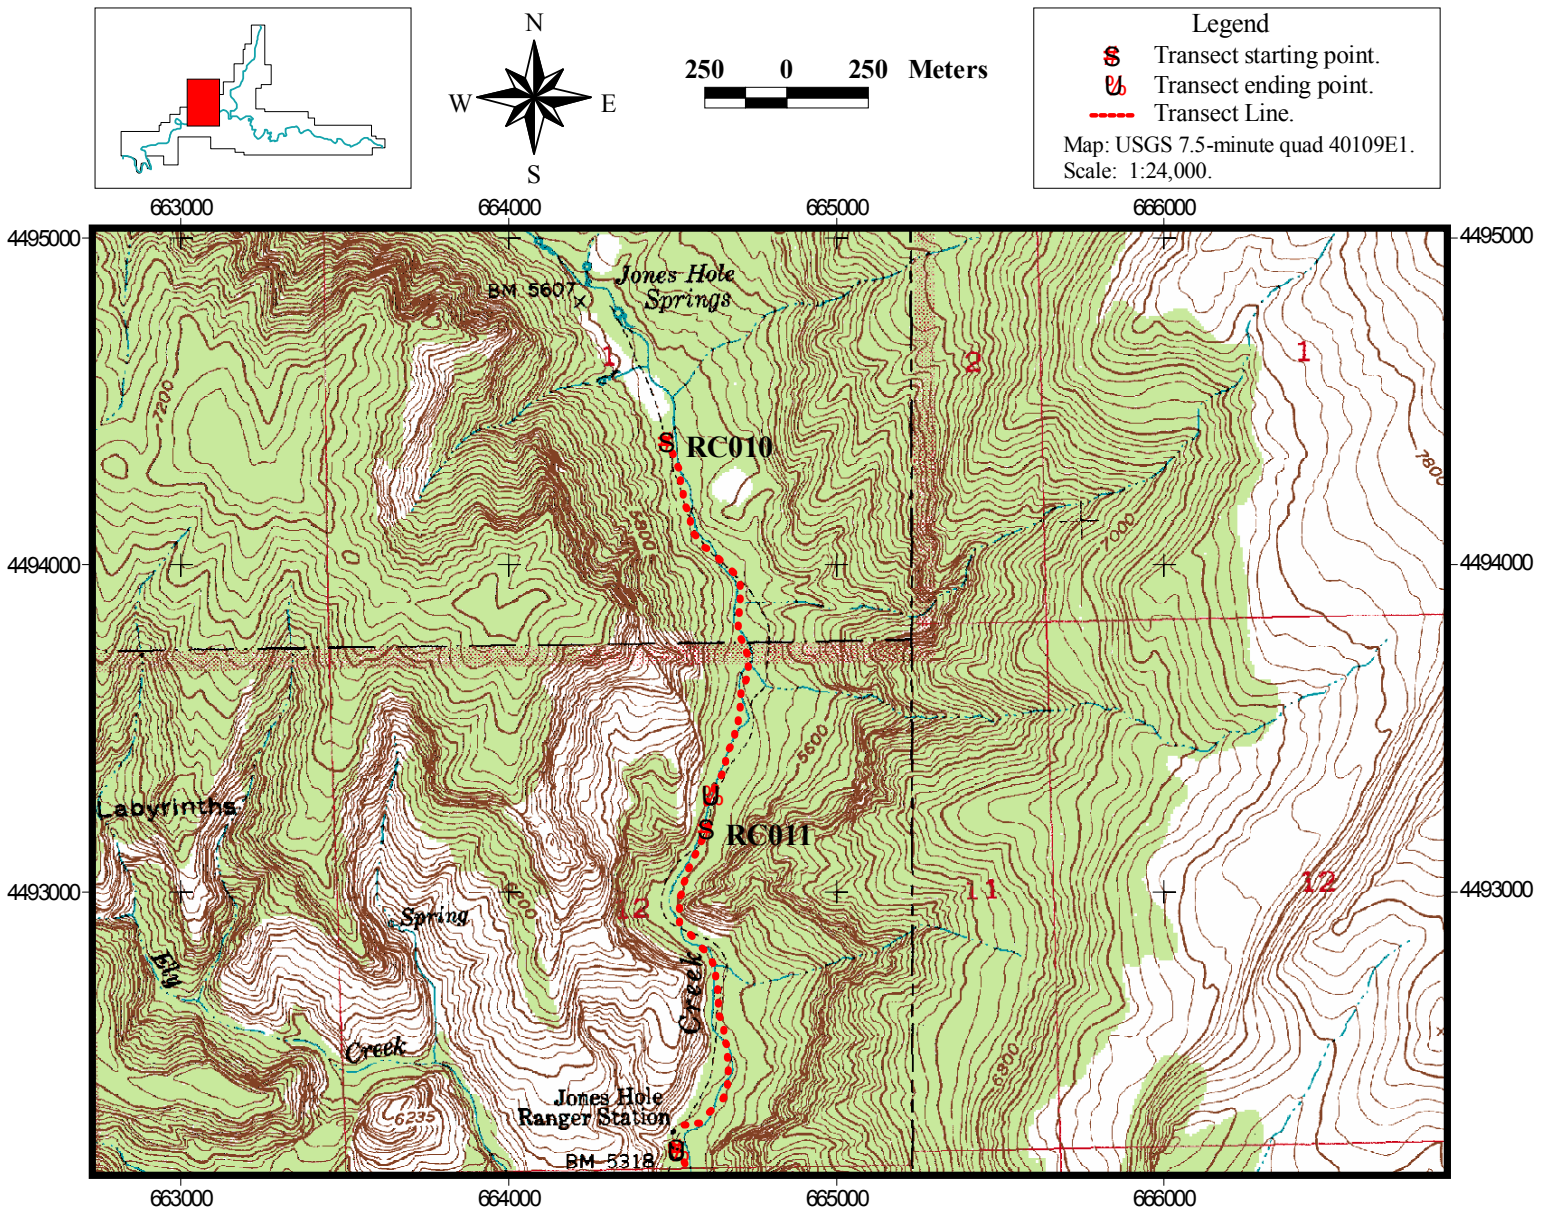 N
W E
S
250 0 250 Meters
Legend
S Transect starting point.
U Transect ending point.
Transect Line.
Map: USGS 7.5-minute quad 40109E1.
Scale: 1:24,000.
663000 664000 665000 666000
4495000 4495000
Jones Hole
Springs
BM 5607
1
2
1
7200
S RC010
7800
6800
7000
4494000 4494000
5600
Labyrinths
U
S RC011
4493000 4493000
12
11
12
Spring
Ely
Creek
Creek
6800
Jones Hole
Ranger Station
6235
U
BM 5318
663000 664000 665000 666000